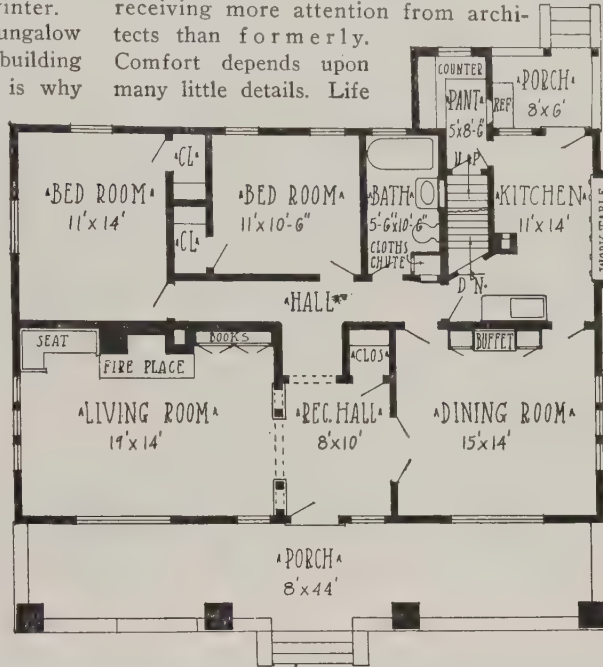 inter.
ungalow
building
is why
receiving more attention from archi-
tects than formerly.
Comfort depends upon
many little details. Life
COUNTER
PANT.
5'x8'-6"
REF
PORCH
8'x6'
CL
BED ROOM
11'x14'
BED ROOM
11'x10'-6"
CL
BATH
5'-6"x10'-6"
CLOTHS
CHUTE
UP
KITCHEN
11'x14'
WORK TABLE
HALL
D'N.
SEAT
FIRE PLACE
BOOKS
CLOS
BUFFET
LIVING ROOM
19'x14'
REC. HALL
8'x10'
DINING ROOM
15'x14'
PORCH
8'x44'